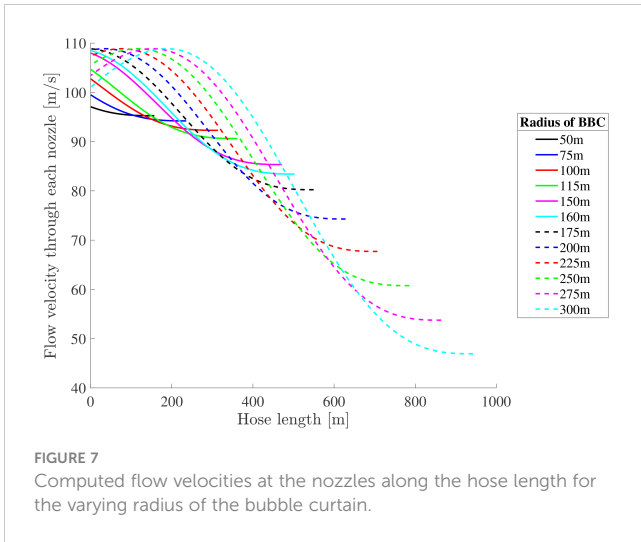 110
100
90
80
70
60
50
40
Flow velocity through each nozzle [m/s]
0 200 400 600 800 1000
Hose length [m]
Radius of BBC
50m
75m
100m
115m
150m
160m
175m
200m
225m
250m
275m
300m
FIGURE 7
Computed flow velocities at the nozzles along the hose length for
the varying radius of the bubble curtain.